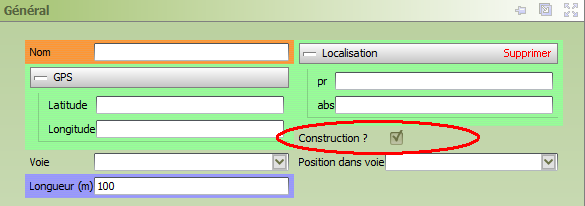 Général
Nom
Localisation Supprimer
GPS
pr
Latitude
abs
Longitude
Construction ?
Voie
Position dans voie
Longueur (m) 100